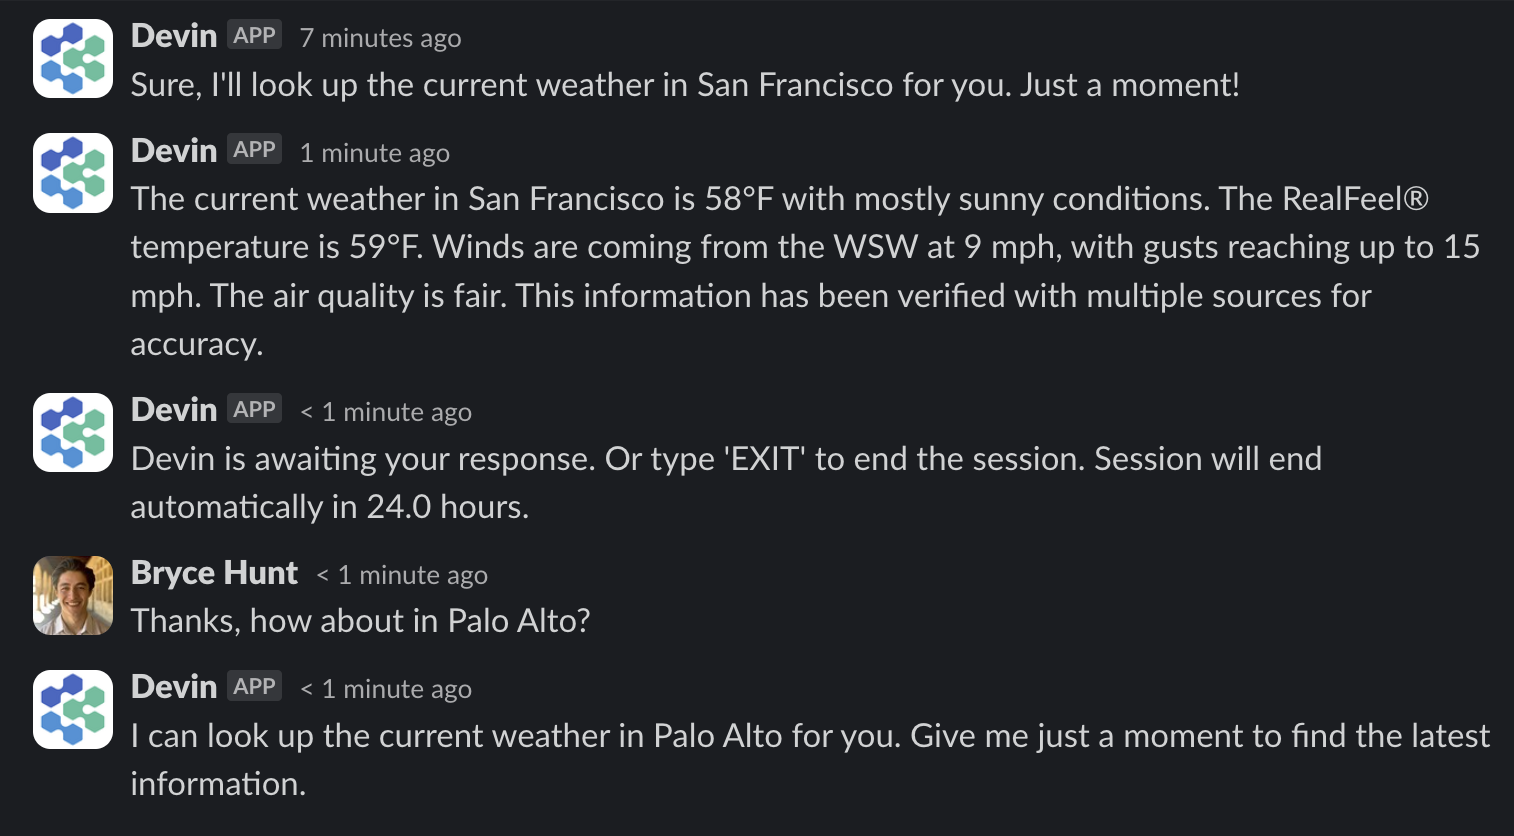 Devin APP 7 minutes ago
Sure, I'll look up the current weather in San Francisco for you. Just a moment!
Devin APP 1 minute ago
The current weather in San Francisco is 58°F with mostly sunny conditions. The RealFeel®
temperature is 59°F. Winds are coming from the WSW at 9 mph, with gusts reaching up to 15
mph. The air quality is fair. This information has been verified with multiple sources for
accuracy.
Devin APP < 1 minute ago
Devin is awaiting your response. Or type 'EXIT' to end the session. Session will end
automatically in 24.0 hours.
Bryce Hunt < 1 minute ago
Thanks, how about in Palo Alto?
Devin APP < 1 minute ago
I can look up the current weather in Palo Alto for you. Give me just a moment to find the latest
information.